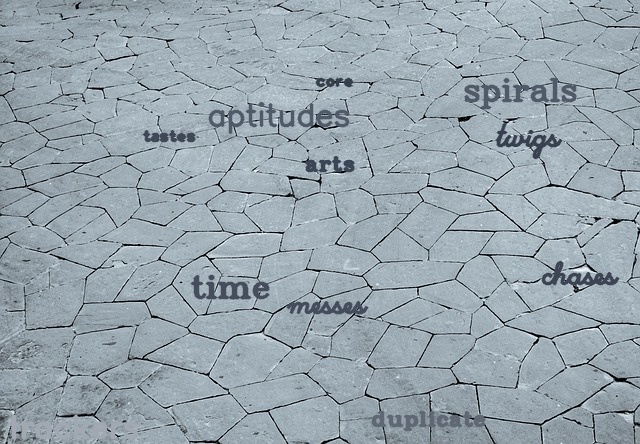 core
spirals
aptitudes
tastes
twigs
arts
chases
time
messes
duplicate